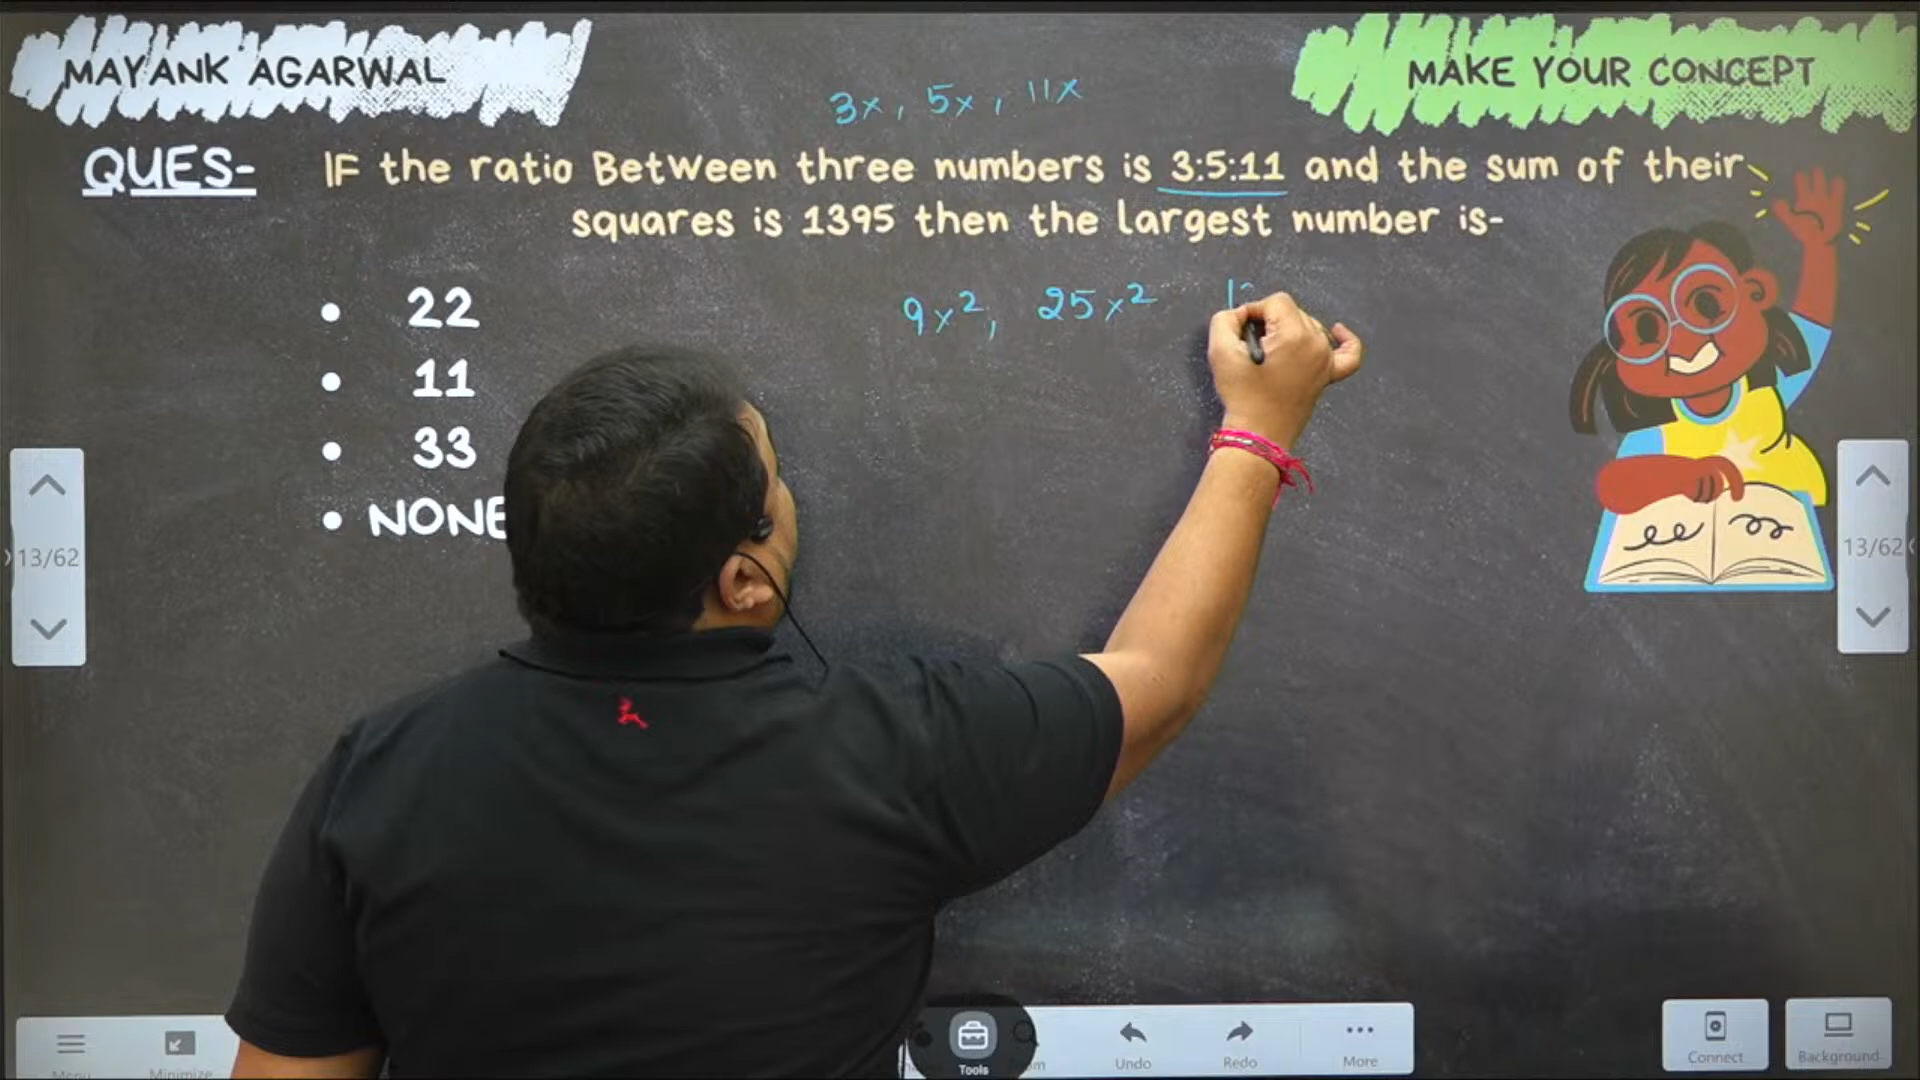 MAYANK AGARWAL
MAKE YOUR CONCEPT
3x, 5x, 11x
QUES- IF the ratio Between three numbers is 3:5:11 and the sum of their
squares is 1395 then the largest number is-
9x², 25x²
• 22
• 11
• 33
• NONE
13/62
13/62
Menu
Minimize
Tools
Undo
Redo
More
Connect
Background